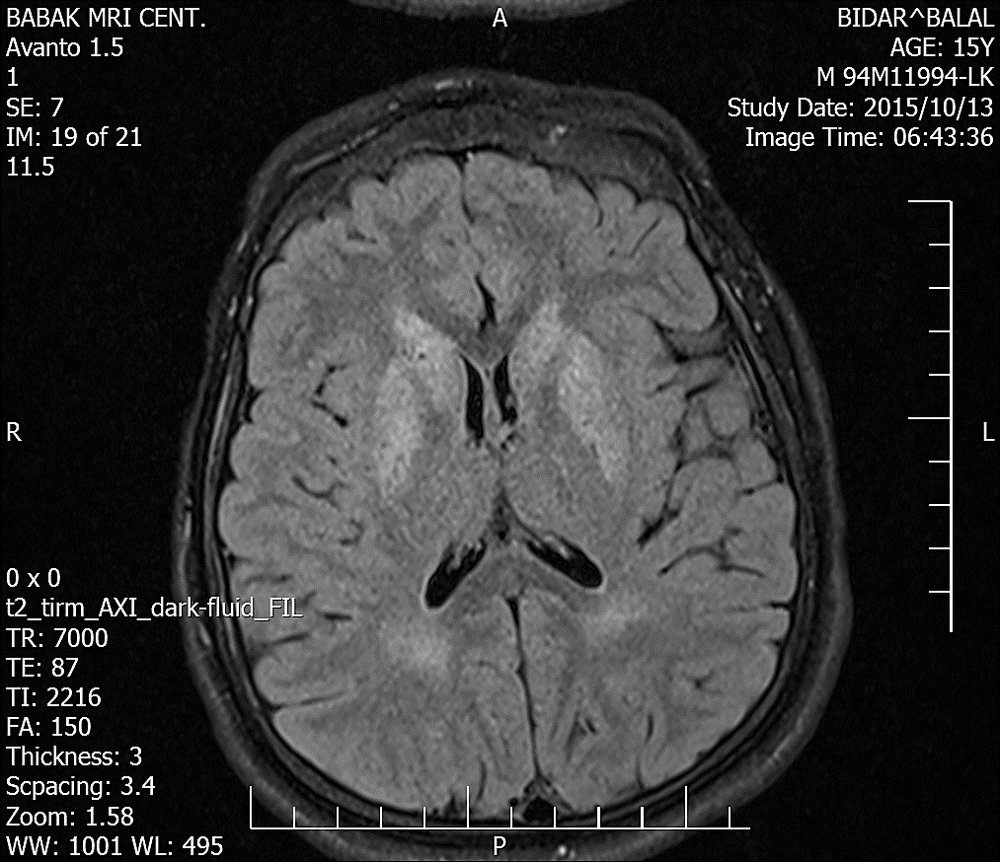 BABAK MRI CENT.
Avanto 1.5
1
SE: 7
IM: 19 of 21
11.5
A
BIDAR^BALAL
AGE: 15Y
M 94M11994-LK
Study Date: 2015/10/13
Image Time: 06:43:36
R
L
0 x 0
t2_tirm_AXI_dark-fluid_FIL
TR: 7000
TE: 87
TI: 2216
FA: 150
Thickness: 3
Scpacing: 3.4
Zoom: 1.58
WW: 1001 WL: 495
P